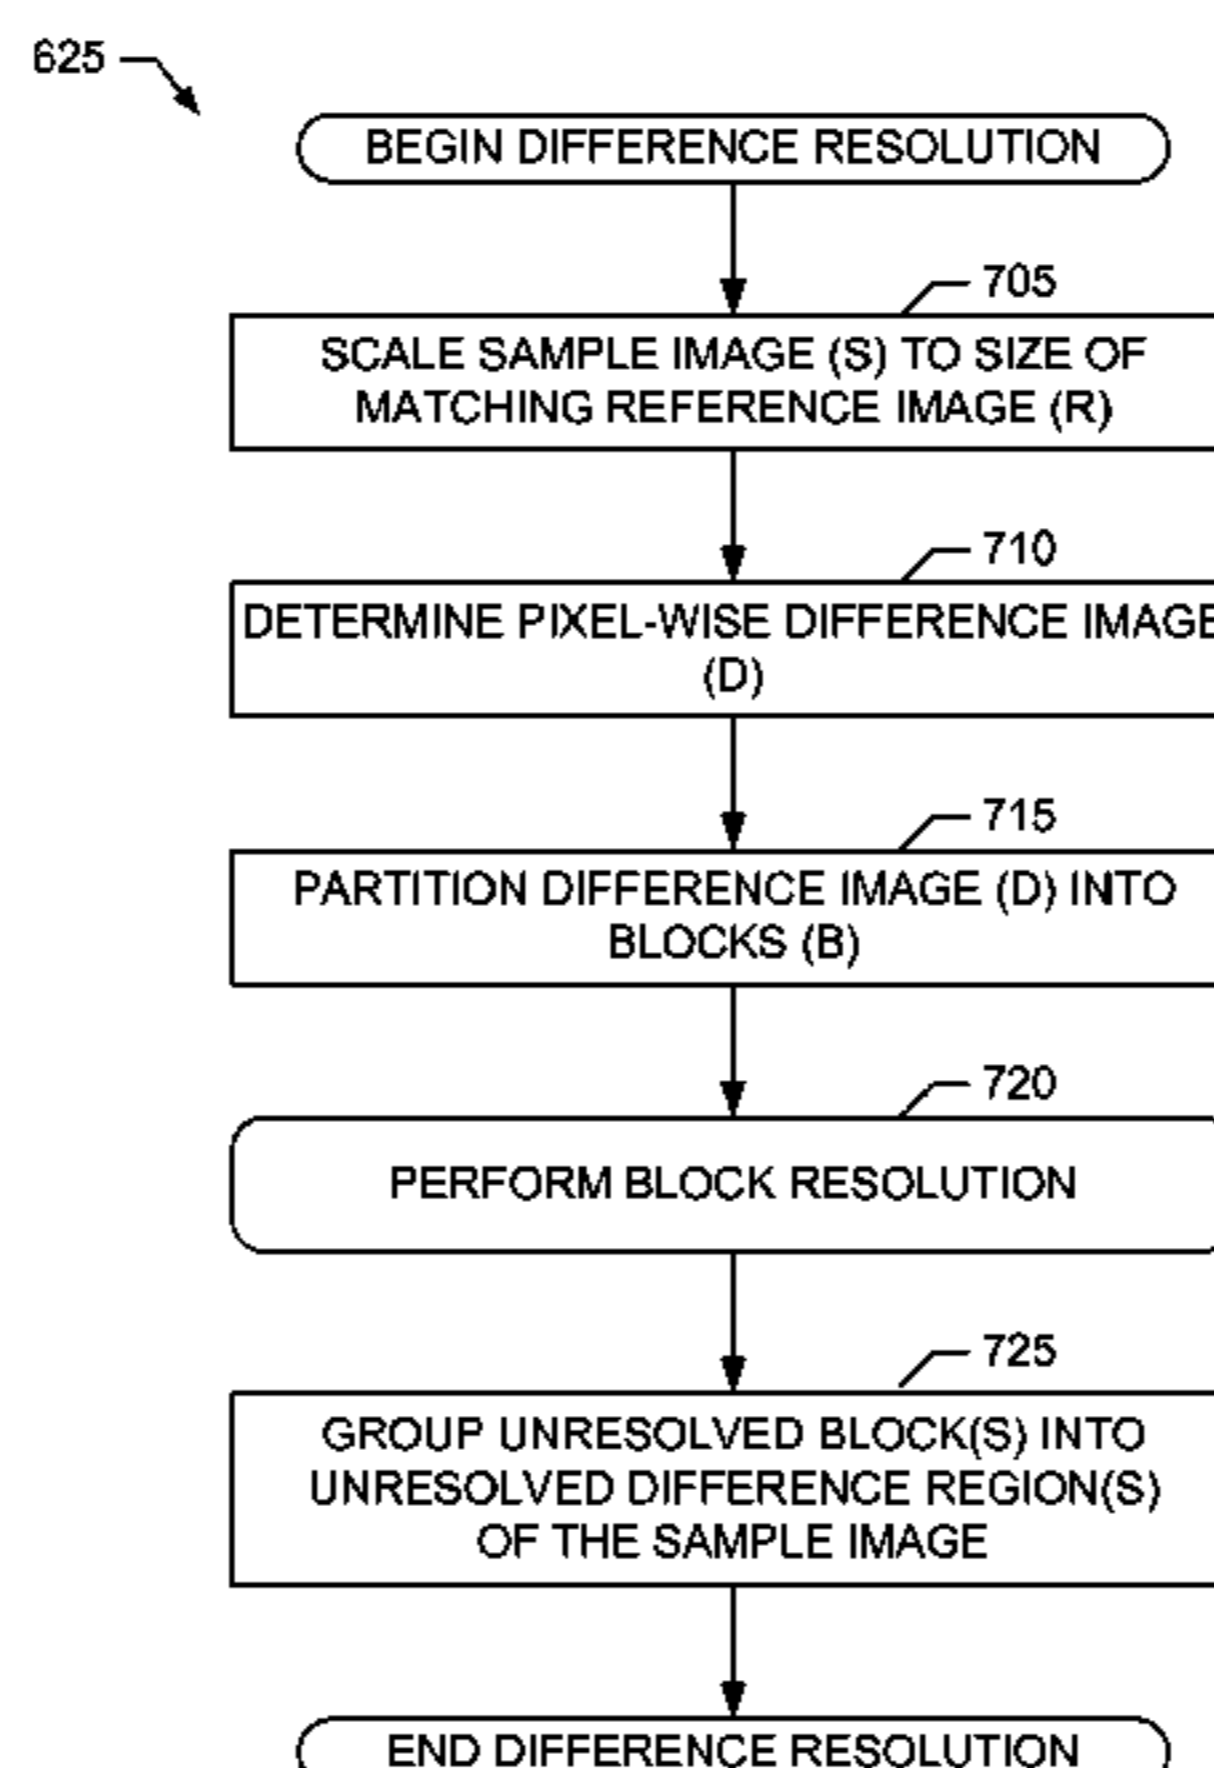 625
BEGIN DIFFERENCE RESOLUTION
705
SCALE SAMPLE IMAGE (S) TO SIZE OF
MATCHING REFERENCE IMAGE (R)
710
DETERMINE PIXEL-WISE DIFFERENCE IMAGE
(D)
715
PARTITION DIFFERENCE IMAGE (D) INTO
BLOCKS (B)
720
PERFORM BLOCK RESOLUTION
725
GROUP UNRESOLVED BLOCK(S) INTO
UNRESOLVED DIFFERENCE REGION(S)
OF THE SAMPLE IMAGE
END DIFFERENCE RESOLUTION